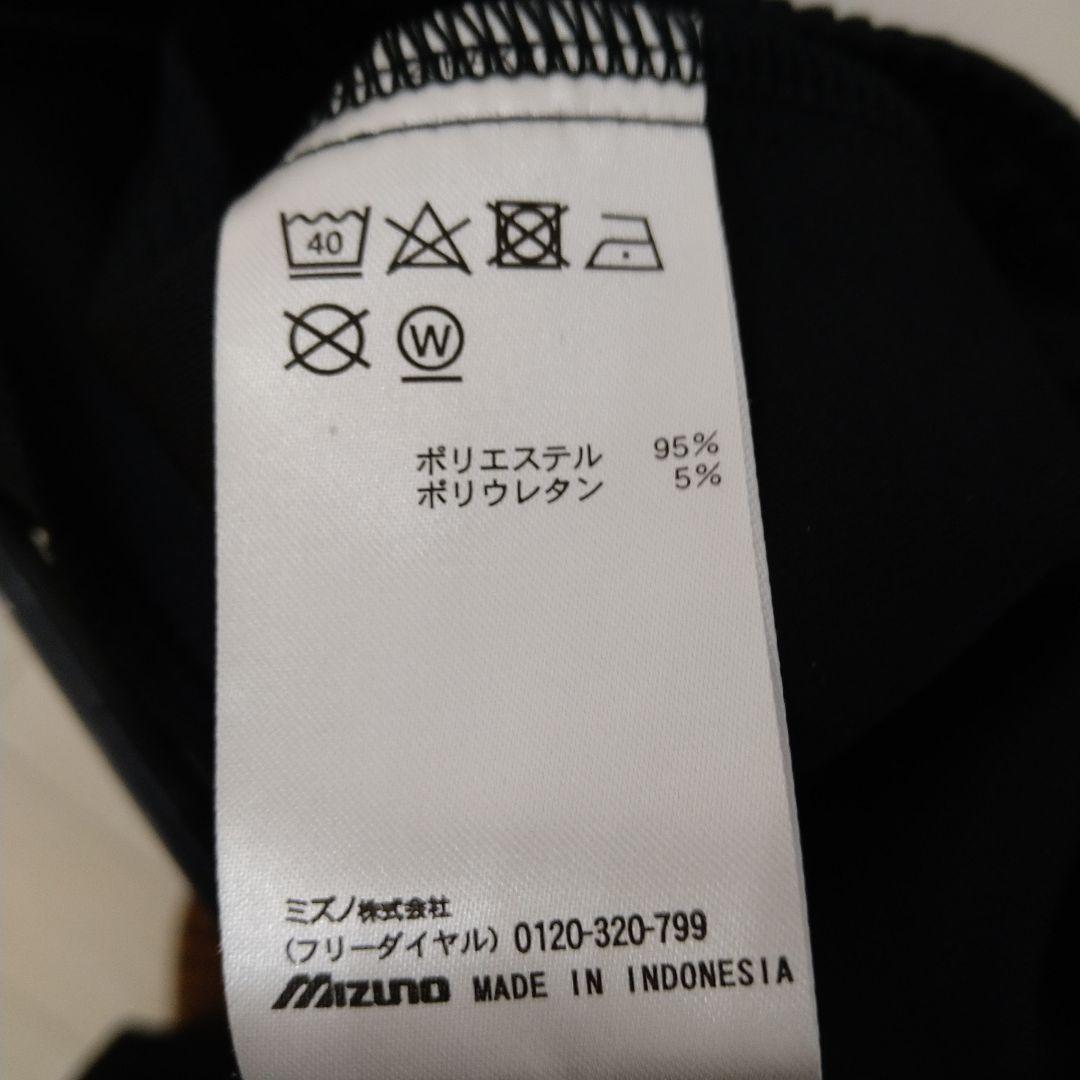 40
W
ポリエステル 95%
ポリウレタン 5%
ミズノ株式会社
(フリーダイヤル) 0120-320-799
MIZUNO MADE IN INDONESIA